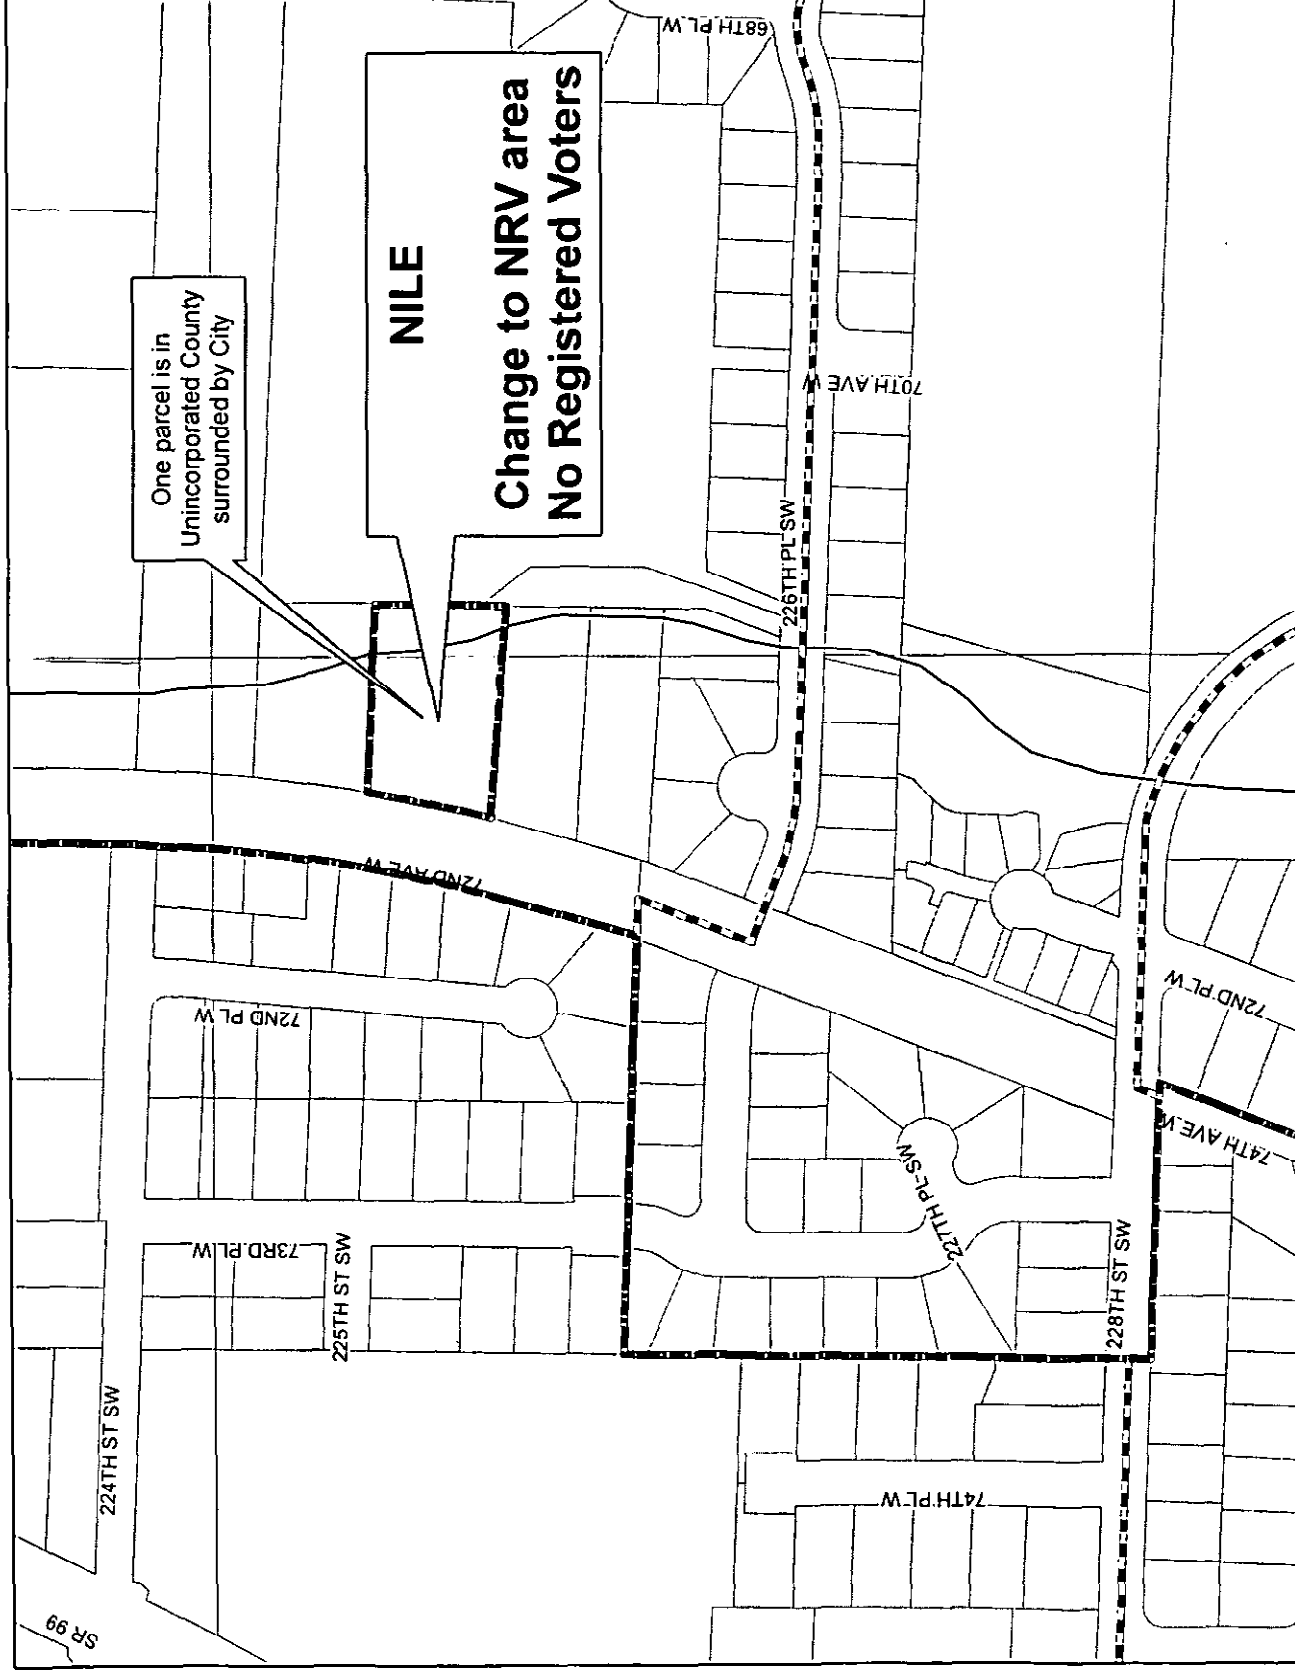 One parcel is in
Unincorporated County
surrounded by City
NILE
Change to NRV area
No Registered Voters
68TH PL W
70TH AVE W
226TH PL SW
72ND AVE W
72ND PL W
72ND PL W
74TH AVE W
227TH PL SW
73RD PL W
225TH ST SW
228TH ST SW
224TH ST SW
74TH PL W
SR 99